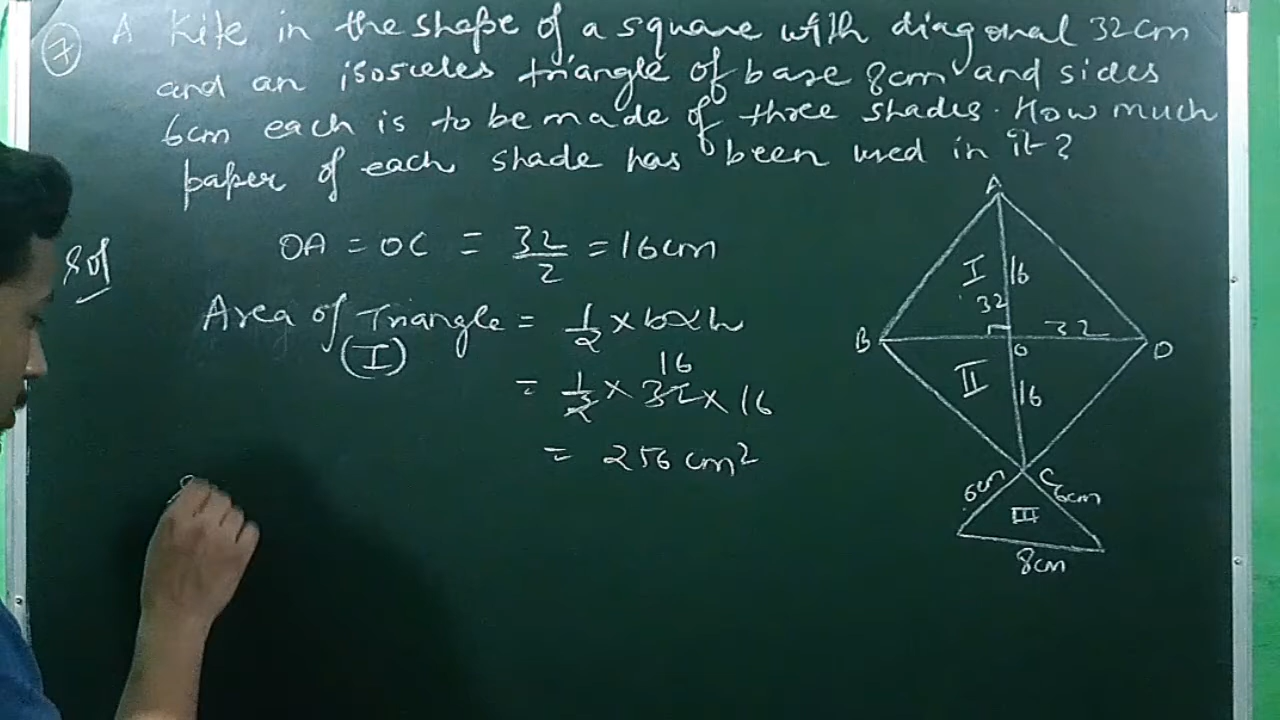 7 A kite in the shape of a square with diagonal 32cm
and an isosceles triangle of base 8cm and sides
6cm each is to be made of three shades. How much
paper of each shade has been used in it?
Sol OA = OC = 32/2 = 16cm
Area of Triangle = 1/2 × b × h
(I)
16
= 1/2 × 32 × 16
= 256 cm²
A
I 16
32
B 32 D
O
II 16
6cm C 6cm
III
8cm